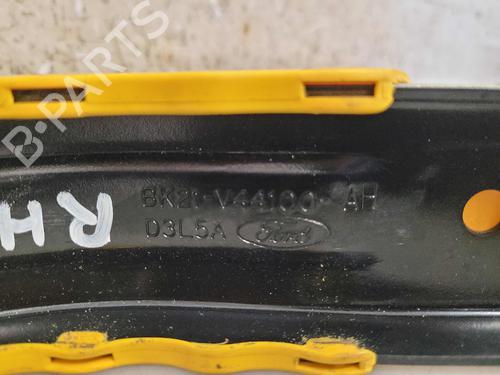 B-PARTS
BK21-V44100-AH
D3L5A Ford
RH